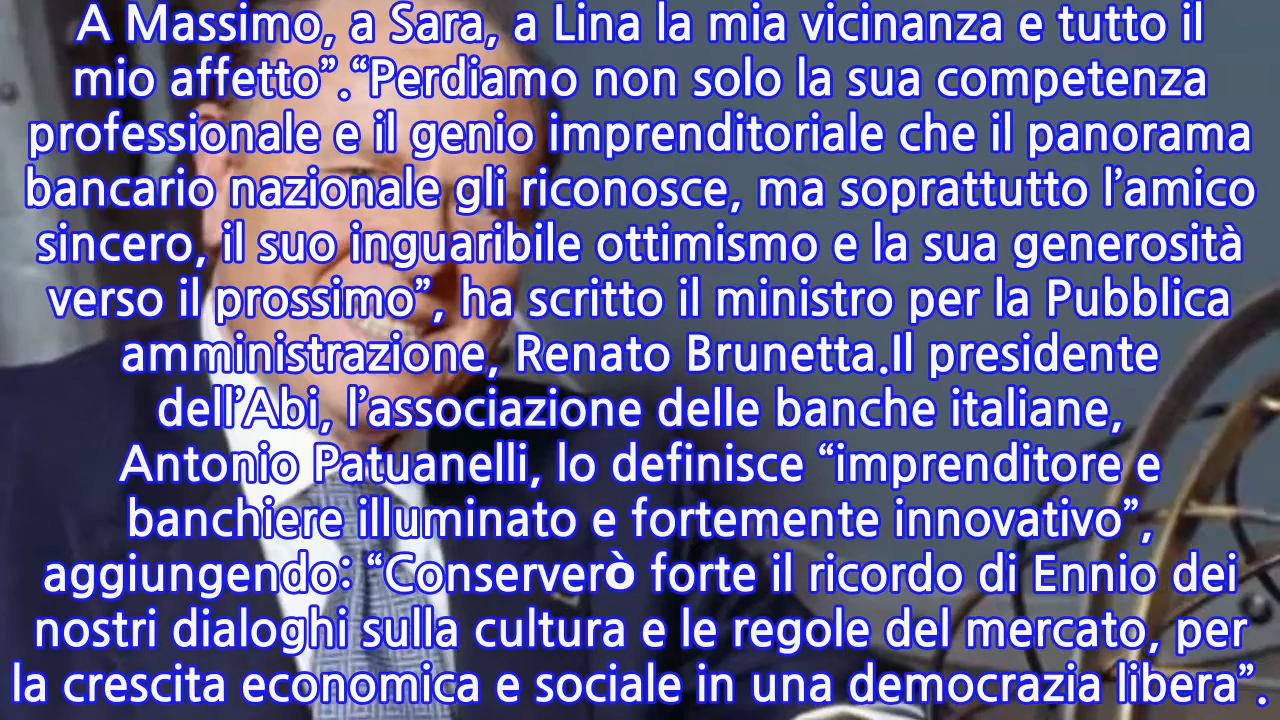 A Massimo, a Sara, a Lina la mia vicinanza e tutto il
mio affetto”.“Perdiamo non solo la sua competenza
professionale e il genio imprenditoriale che il panorama
bancario nazionale gli riconosce, ma soprattutto l’amico
sincero, il suo inguaribile ottimismo e la sua generosità
verso il prossimo”, ha scritto il ministro per la Pubblica
amministrazione, Renato Brunetta.Il presidente
dell’Abi, l’associazione delle banche italiane,
Antonio Patuanelli, lo definisce “imprenditore e
banchiere illuminato e fortemente innovativo”,
aggiungendo: “Conserverò forte il ricordo di Ennio dei
nostri dialoghi sulla cultura e le regole del mercato, per
la crescita economica e sociale in una democrazia libera”.